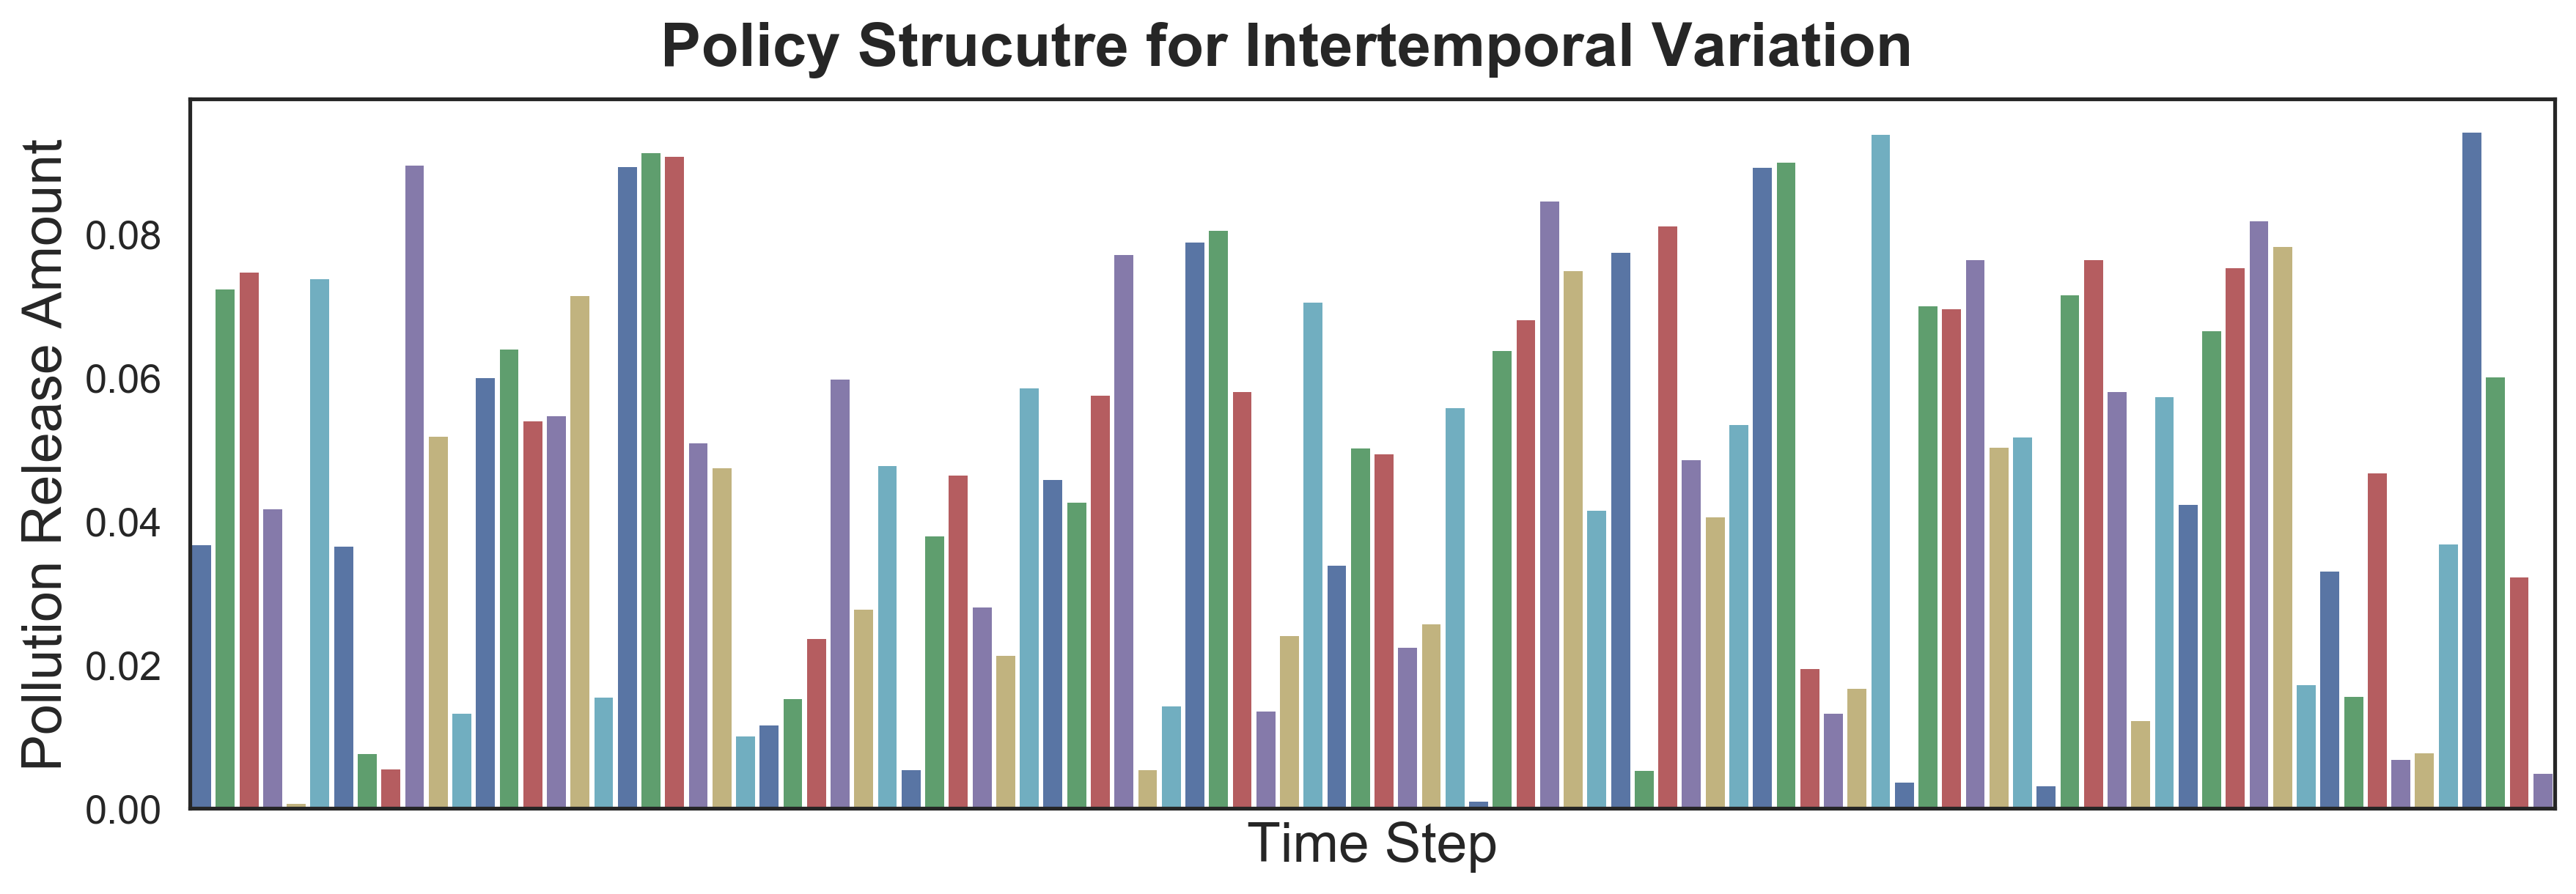 Policy Strucutre for Intertemporal Variation
Pollution Release Amount
0.08
0.06
0.04
0.02
0.00
Time Step